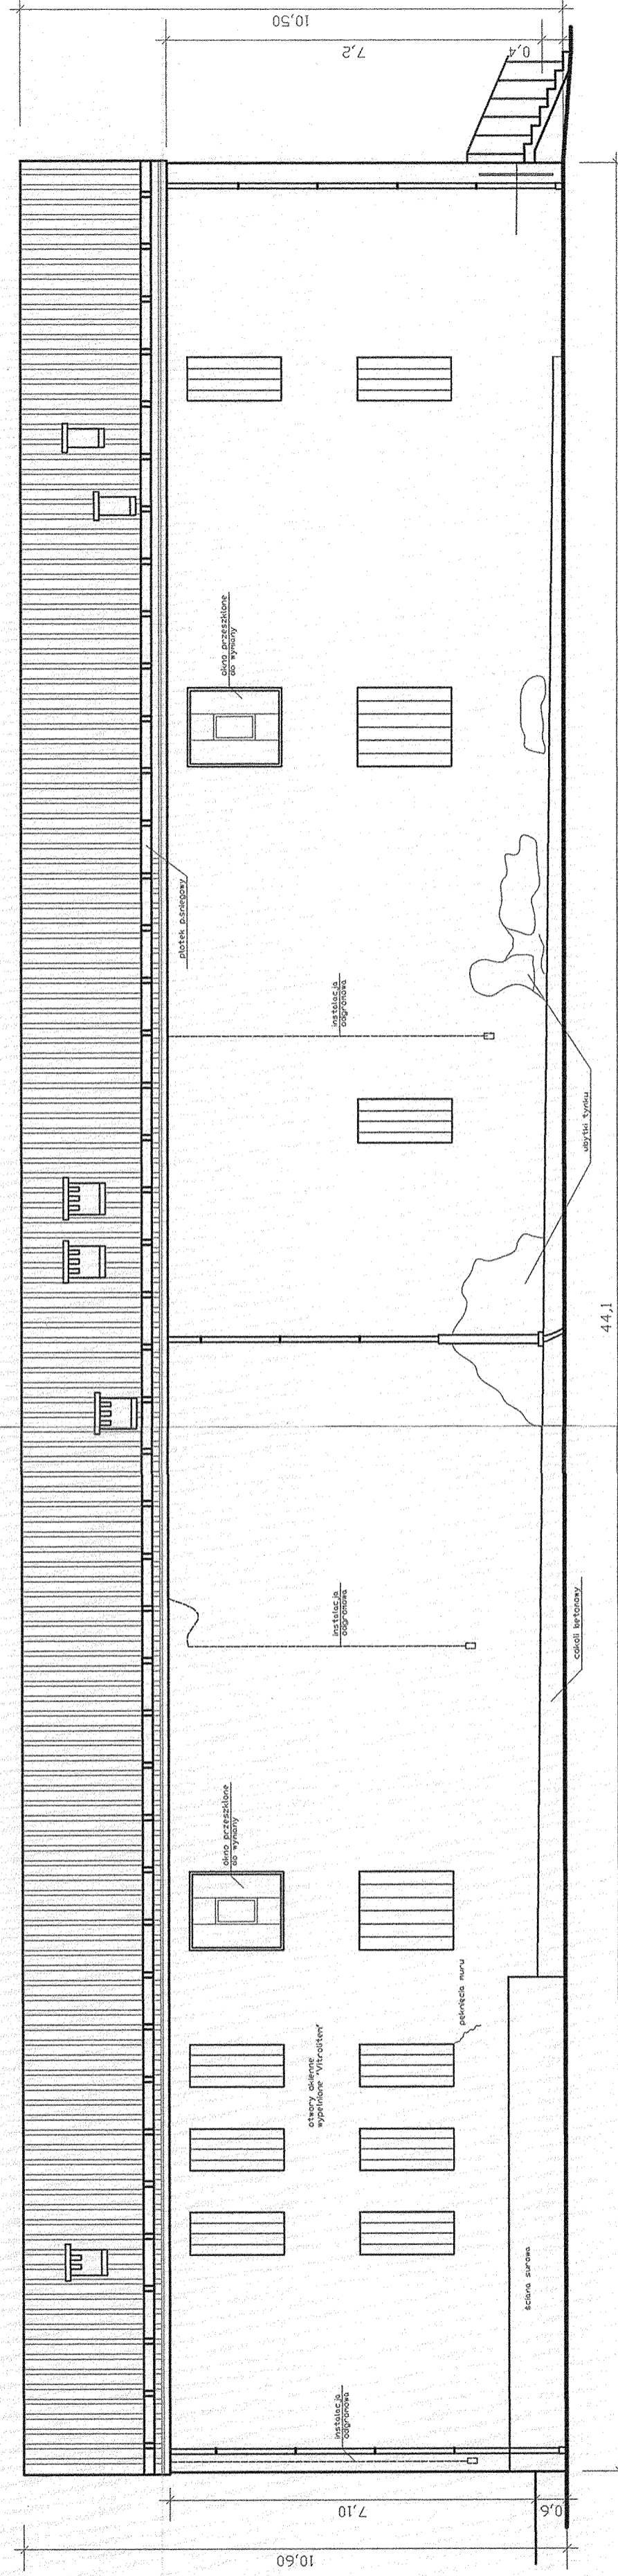 10,60
7,10
0,6
instalacja
odgromowa
ściana surowa
otwory okienne
wypełnione "Vitroliten"
pęknięcia muru
okno przeszklone
do wymiany
cokoli betonowy
instalacja
odgromowa
44,1
ubytki tynku
instalacja
odgromowa
płotek p.śniegowy
okno przeszklone
do wymiany
10,50
7,2
0,4